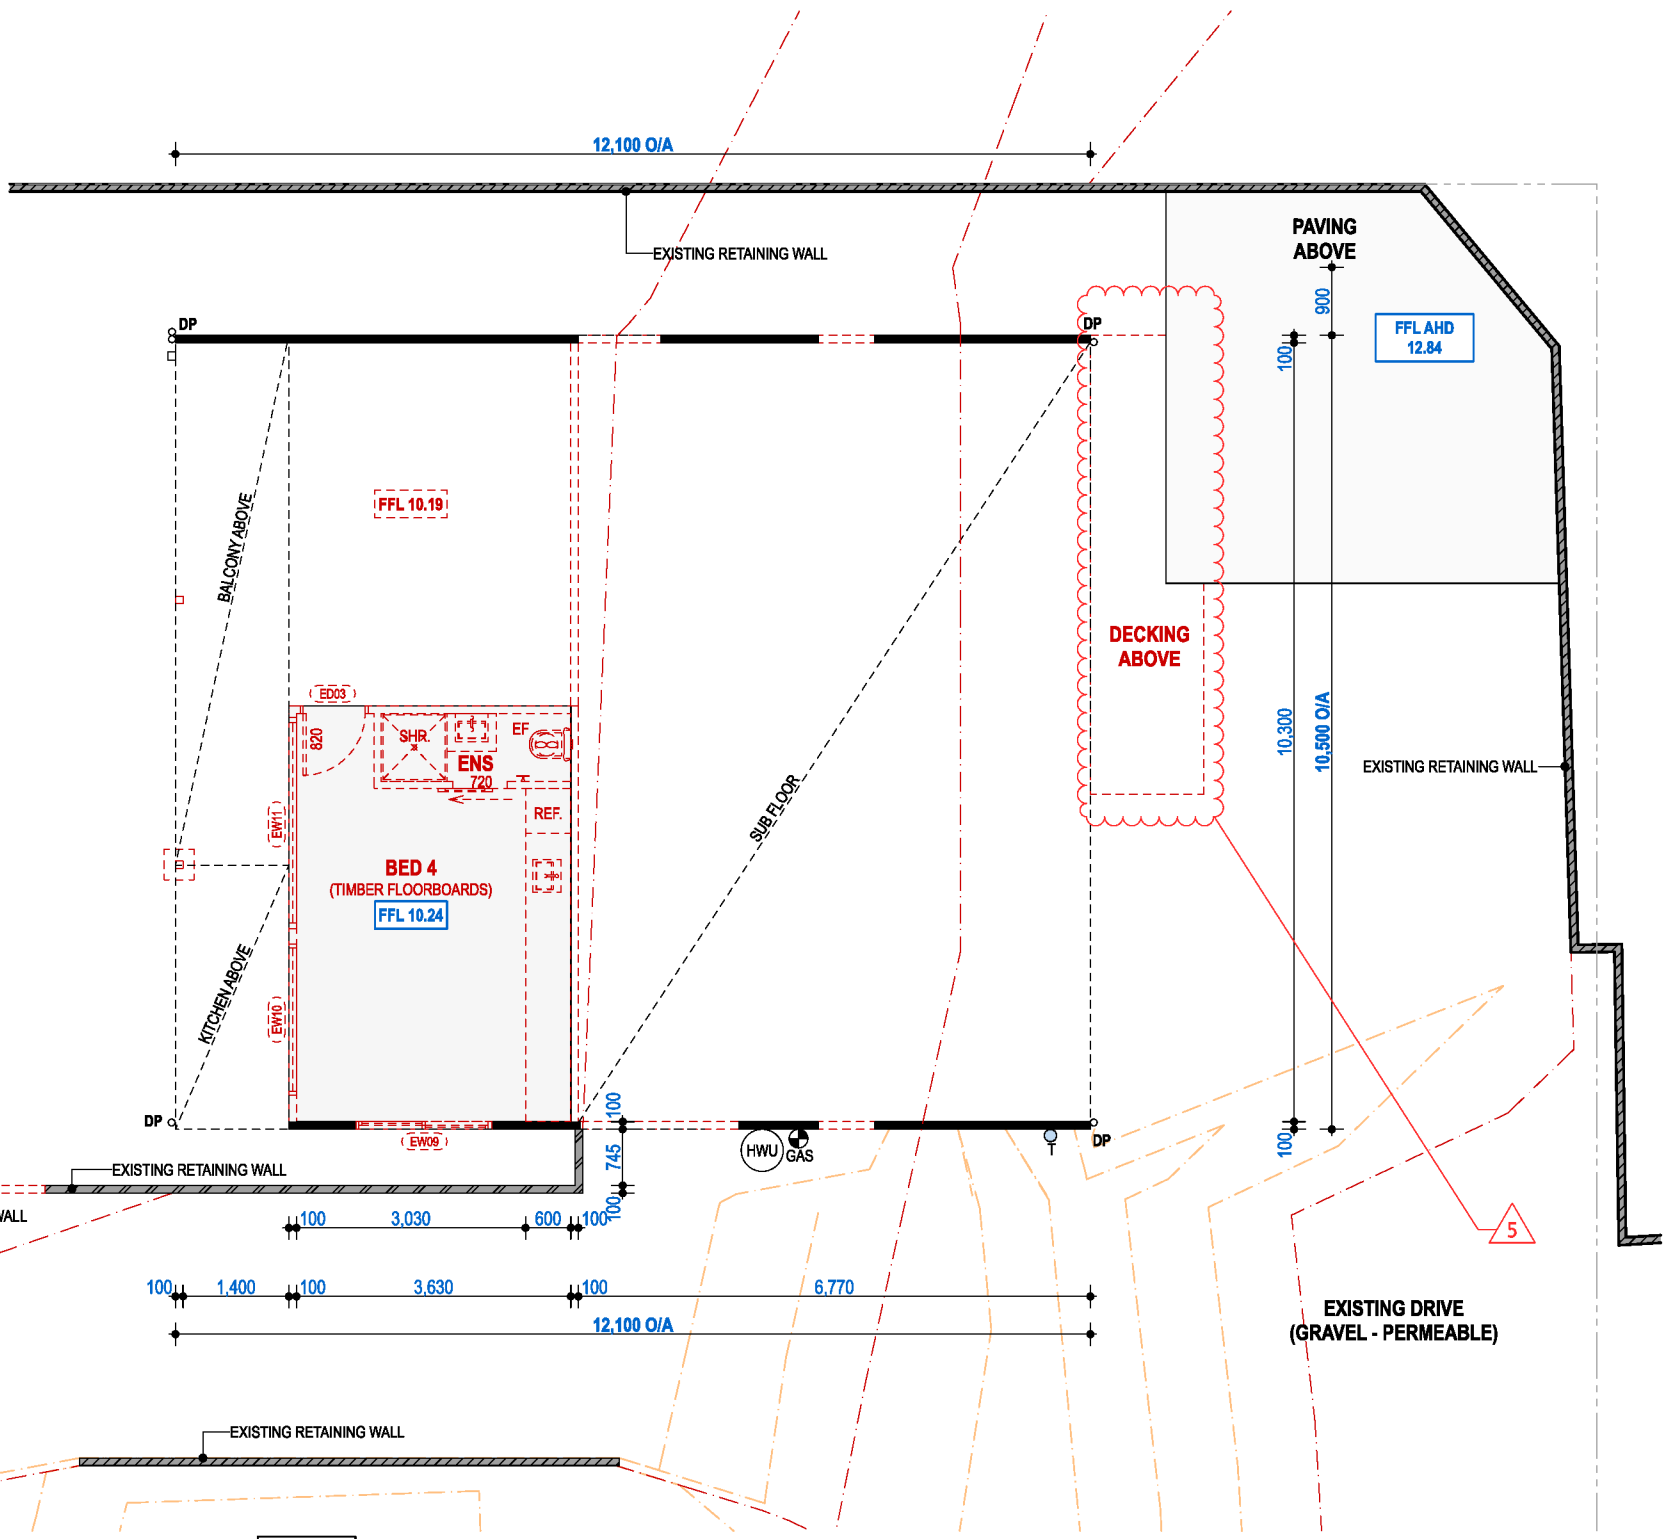 12,100 O/A
EXISTING RETAINING WALL
PAVING
ABOVE
900
FFL AHD
12.84
DP
DP
100
FFL 10.19
BALCONY ABOVE
DECKING
ABOVE
ED03
820
SHR.
EF
ENS
720
REF.
EW11
BED 4
(TIMBER FLOORBOARDS)
FFL 10.24
SUB FLOOR
10,300
10,500 O/A
EXISTING RETAINING WALL
KITCHEN ABOVE
EW10
DP
EW09
100
745
100
HWU
GAS
T
DP
100
EXISTING RETAINING WALL
WALL
100
3,030
600
100
5
100
1,400
100
3,630
100
6,770
12,100 O/A
EXISTING DRIVE
(GRAVEL - PERMEABLE)
EXISTING RETAINING WALL